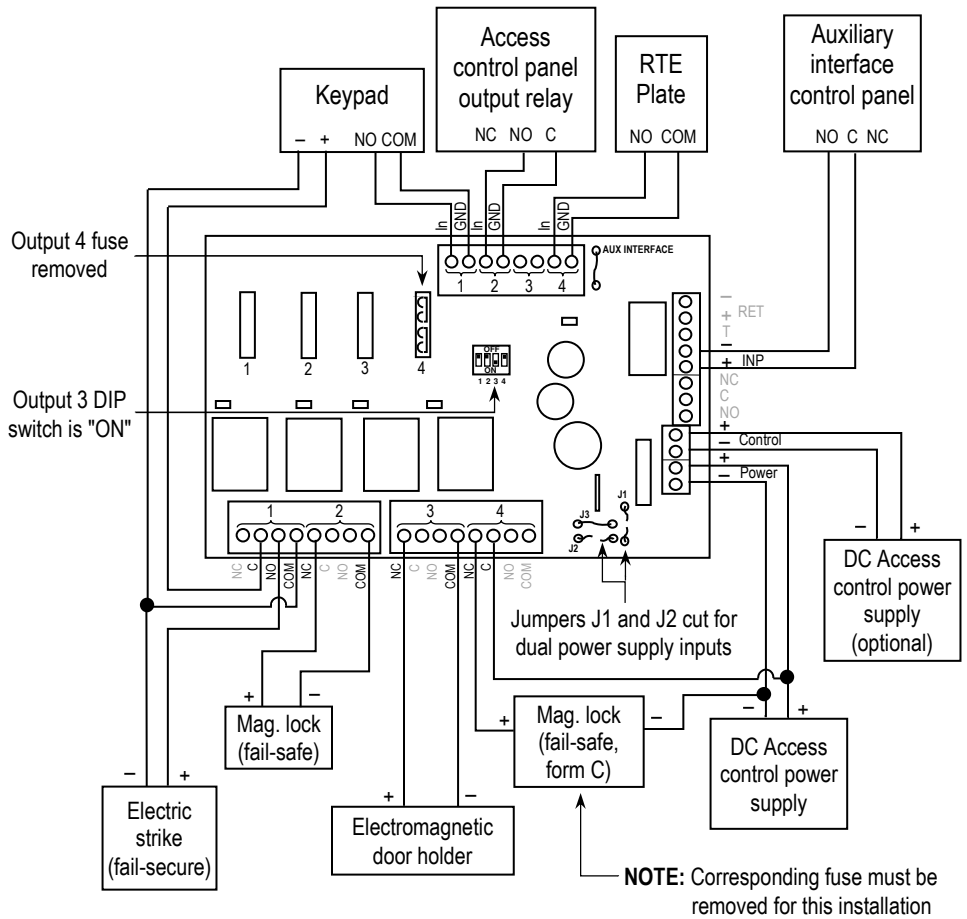 Keypad
– + NO COM
Access
control panel
output relay
NC NO C
RTE
Plate
NO COM
Auxiliary
interface
control panel
NO C NC
In
GND
In
GND
In
GND
AUX INTERFACE
1 2 3 4
Output 4 fuse
removed
1 2 3 4
OFF
ON
1 2 3 4
Output 3 DIP
switch is "ON"
–
+ RET
T
–
+ INP
NC
C
NO
+
– Control
+
– Power
J1
J3
J2
1 2
3 4
NC
C
NO
COM
NC
C
NO
COM
NC
C
NO
COM
NC
C
NO
COM
Jumpers J1 and J2 cut for
dual power supply inputs
– +
DC Access
control power
supply
(optional)
+ –
Mag. lock
(fail-safe)
+ –
Mag. lock
(fail-safe,
form C)
– +
DC Access
control power
supply
– +
Electric
strike
(fail-secure)
+ –
Electromagnetic
door holder
NOTE: Corresponding fuse must be
removed for this installation